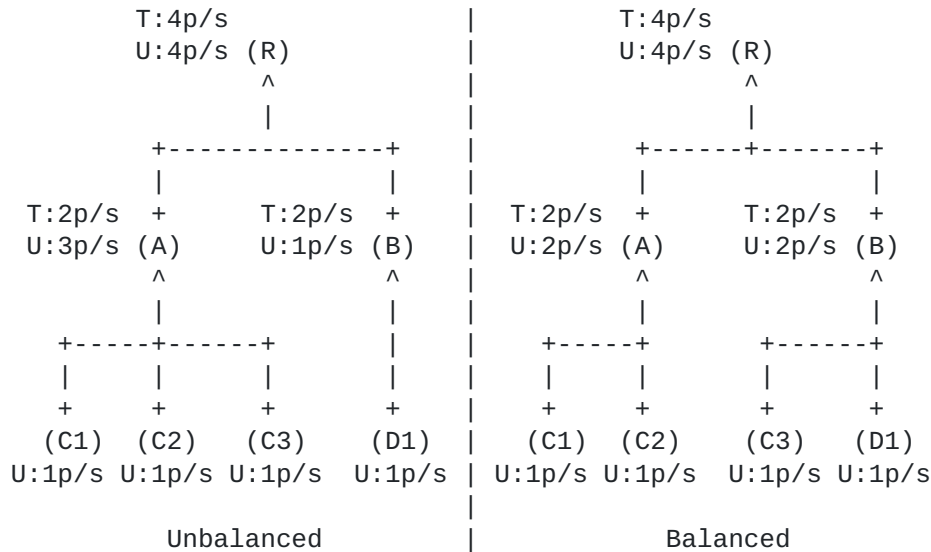 T:4p/s | T:4p/s
U:4p/s (R) | U:4p/s (R)
^ | ^
| | |
+--------------+ | +------+-------+
| | | | |
T:2p/s + T:2p/s + | T:2p/s + T:2p/s +
U:3p/s (A) U:1p/s (B) | U:2p/s (A) U:2p/s (B)
^ ^ | ^ ^
| | | | |
+-----+------+ | | +-----+ +------+
| | | | | | | | |
+ + + + | + + + +
(C1) (C2) (C3) (D1) | (C1) (C2) (C3) (D1)
U:1p/s U:1p/s U:1p/s U:1p/s | U:1p/s U:1p/s U:1p/s U:1p/s
|
Unbalanced | Balanced